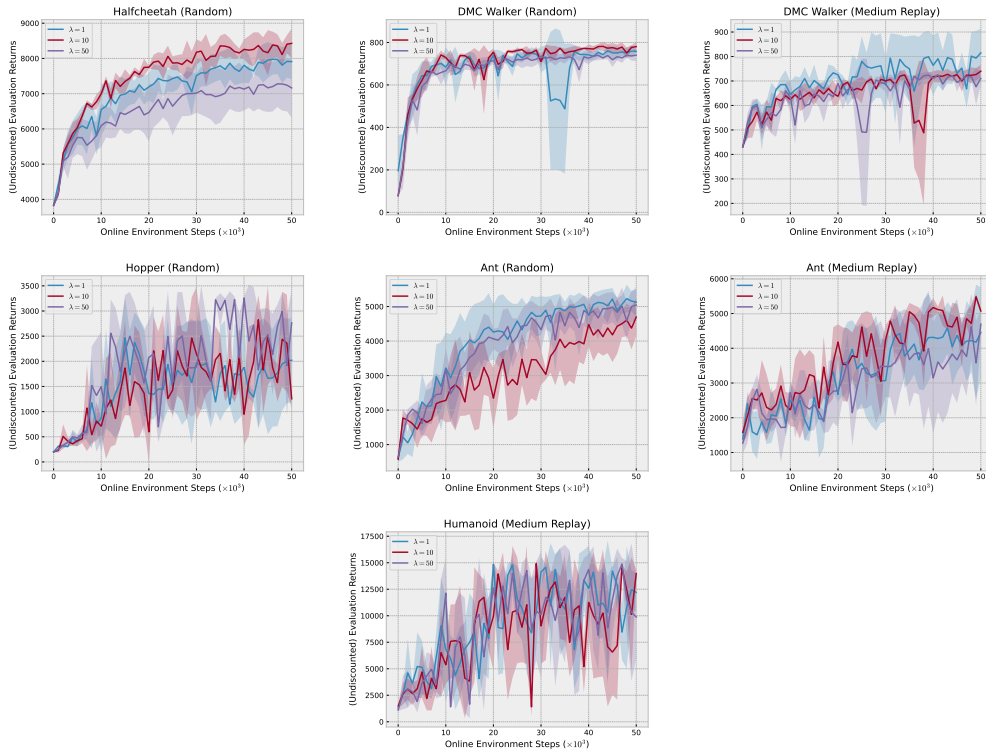 Halfcheetah (Random)
(Undiscounted) Evaluation Returns
9000
8000
7000
6000
5000
4000
λ = 1
λ = 10
λ = 50
0 10 20 30 40 50
Online Environment Steps (×10³)
DMC Walker (Random)
(Undiscounted) Evaluation Returns
800
600
400
200
0
λ = 1
λ = 10
λ = 50
0 10 20 30 40 50
Online Environment Steps (×10³)
DMC Walker (Medium Replay)
(Undiscounted) Evaluation Returns
900
800
700
600
500
400
300
200
λ = 1
λ = 10
λ = 50
0 10 20 30 40 50
Online Environment Steps (×10³)
Hopper (Random)
(Undiscounted) Evaluation Returns
3500
3000
2500
2000
1500
1000
500
0
λ = 1
λ = 10
λ = 50
0 10 20 30 40 50
Online Environment Steps (×10³)
Ant (Random)
(Undiscounted) Evaluation Returns
5000
4000
3000
2000
1000
λ = 1
λ = 10
λ = 50
0 10 20 30 40 50
Online Environment Steps (×10³)
Ant (Medium Replay)
(Undiscounted) Evaluation Returns
6000
5000
4000
3000
2000
1000
λ = 1
λ = 10
λ = 50
0 10 20 30 40 50
Online Environment Steps (×10³)
Humanoid (Medium Replay)
(Undiscounted) Evaluation Returns
17500
15000
12500
10000
7500
5000
2500
0
λ = 1
λ = 10
λ = 50
0 10 20 30 40 50
Online Environment Steps (×10³)